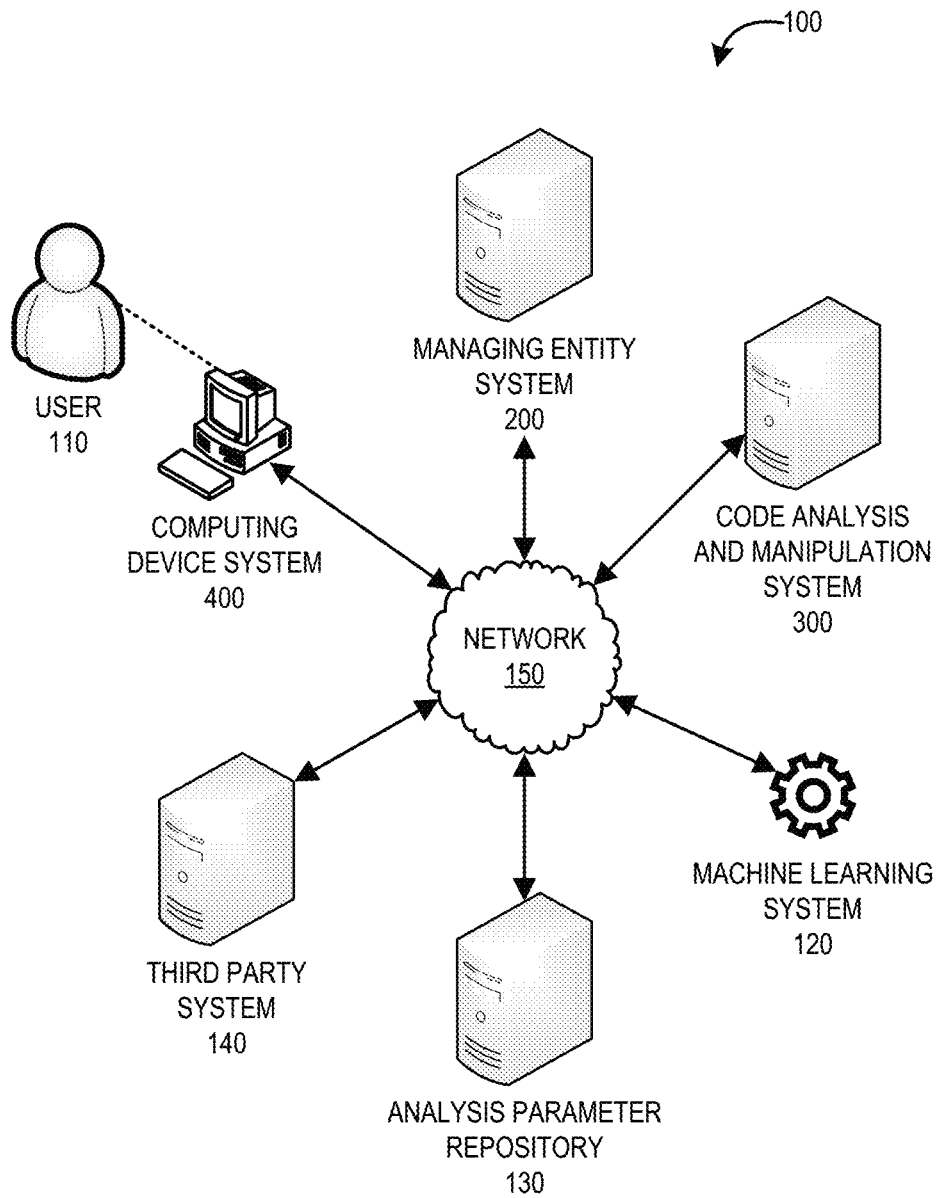 100
MANAGING ENTITY
SYSTEM
200
USER
110
COMPUTING
DEVICE SYSTEM
400
CODE ANALYSIS
AND MANIPULATION
SYSTEM
300
NETWORK
150
MACHINE LEARNING
SYSTEM
120
THIRD PARTY
SYSTEM
140
ANALYSIS PARAMETER
REPOSITORY
130